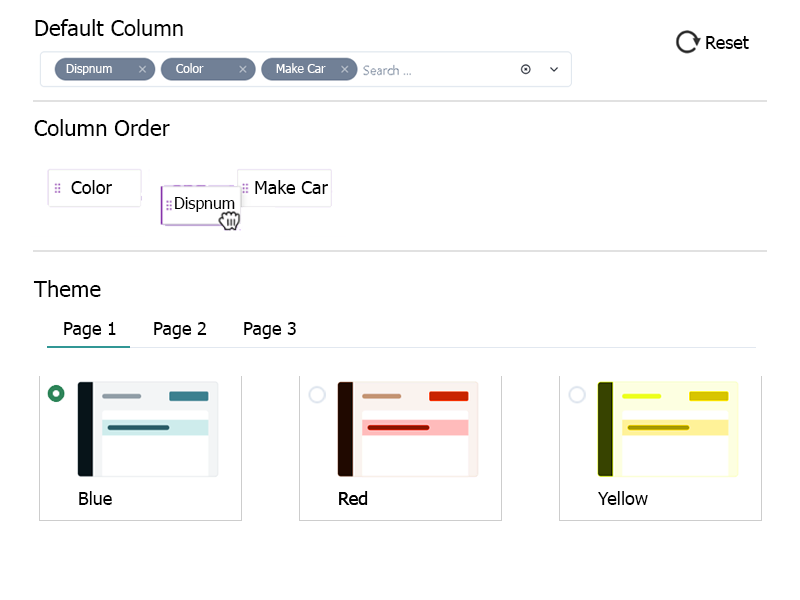 Default Column
Reset
Dispnum Color Make Car Search ...
Column Order
Color Dispnum Make Car
Theme
Page 1 Page 2 Page 3
Blue Red Yellow